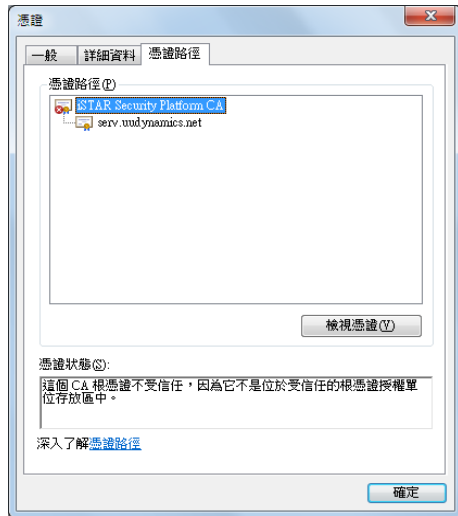 憑證
一般
詳細資料
憑證路徑
憑證路徑(P)
iSTAR Security Platform CA
serv.uudynamics.net
檢視憑證(V)
憑證狀態(S):
這個 CA 根憑證不受信任，因為它不是位於受信任的根憑證授權單
位存放區中。
深入了解憑證路徑
確定